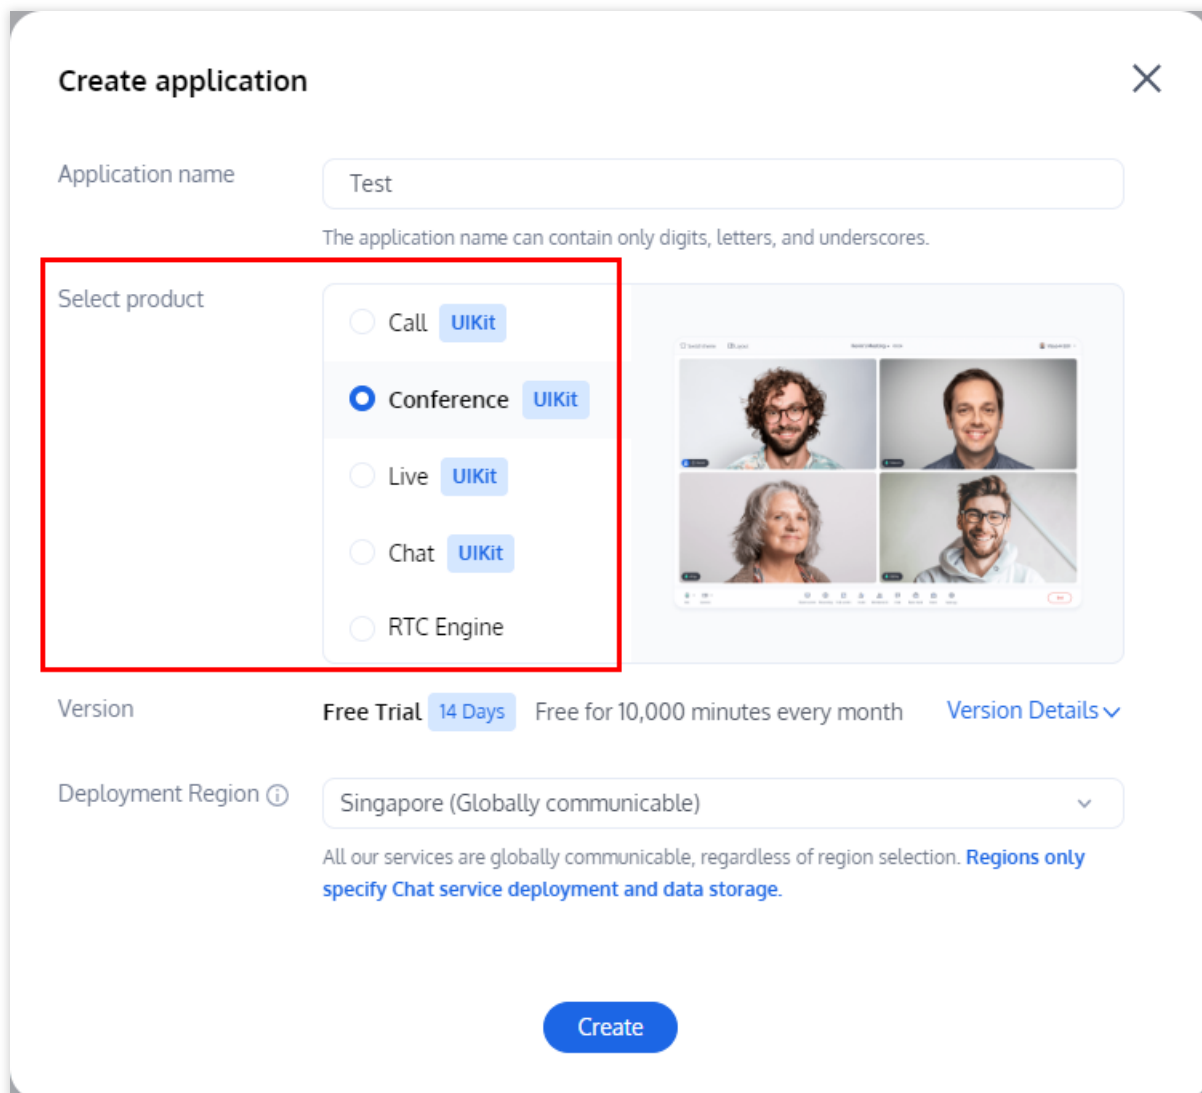 Create application
Application name
Test
The application name can contain only digits, letters, and underscores.
Select product
Call UIKit
Conference UIKit
Live UIKit
Chat UIKit
RTC Engine
Version
Free Trial 14 Days Free for 10,000 minutes every month Version Details
Deployment Region
Singapore (Globally communicable)
All our services are globally communicable, regardless of region selection. Regions only
specify Chat service deployment and data storage.
Create